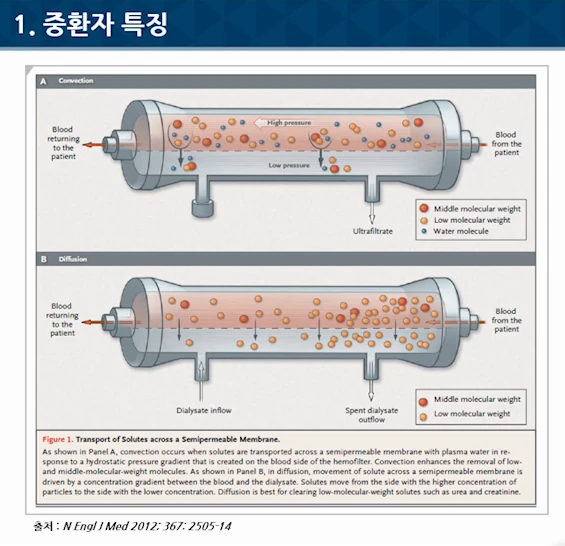 1. 중환자 특징
A Convection
High pressure
Blood
returning
to the
patient
Blood
from the
patient
Low pressure
Ultrafiltrate
Middle molecular weight
Low molecular weight
Water molecule
B Diffusion
Blood
returning
to the
patient
Blood
from the
patient
Dialysate inflow
Spent dialysate
outflow
Middle molecular weight
Low molecular weight
Figure 1. Transport of Solutes across a Semipermeable Membrane.
As shown in Panel A, convection occurs when solutes are transported across a semipermeable membrane with plasma water in re-
sponse to a hydrostatic pressure gradient that is created on the blood side of the hemofilter. Convection enhances the removal of low-
and middle-molecular-weight molecules. As shown in Panel B, in diffusion, movement of solute across a semipermeable membrane is
driven by a concentration gradient between the blood and the dialysate. Solutes move from the side with the higher concentration of
particles to the side with the lower concentration. Diffusion is best for clearing low-molecular-weight solutes such as urea and creatinine.
출처 : N Engl J Med 2012; 367: 2505-14